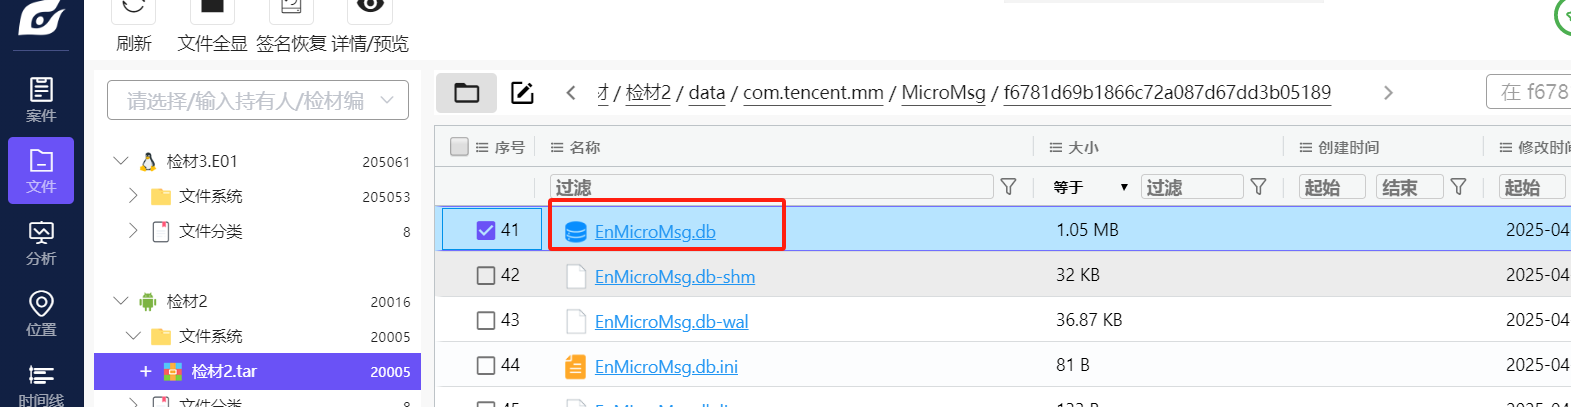 刷新 文件全显 签名恢复 详情/预览
案件
文件
分析
位置
时间线
请选择/输入持有人/检材编
检材3.E01 205061
文件系统 205053
文件分类 8
检材2 20016
文件系统 20005
检材2.tar 20005
文件分类 8
/ 检材2 / data / com.tencent.mm / MicroMsg / f6781d69b1866c72a087d67dd3b05189
在 f678
序号 名称 大小 创建时间 修改时间
过滤 等于 过滤 起始 结束 起始
41 EnMicroMsg.db 1.05 MB 2025-04
42 EnMicroMsg.db-shm 32 KB 2025-04
43 EnMicroMsg.db-wal 36.87 KB 2025-04
44 EnMicroMsg.db.ini 81 B 2025-04